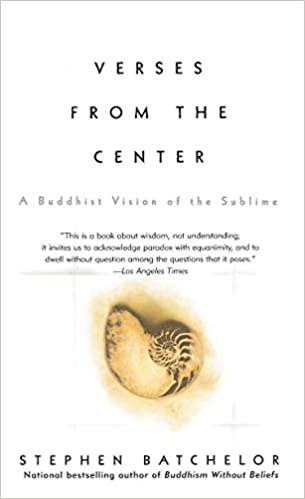 VERSES
FROM THE
CENTER
A Buddhist Vision of the Sublime
"This is a book about wisdom, not understanding;
it invites us to acknowledge paradox with equanimity, and to
dwell without question among the questions that it poses."
—Los Angeles Times
STEPHEN BATCHELOR
National bestselling author of Buddhism Without Beliefs